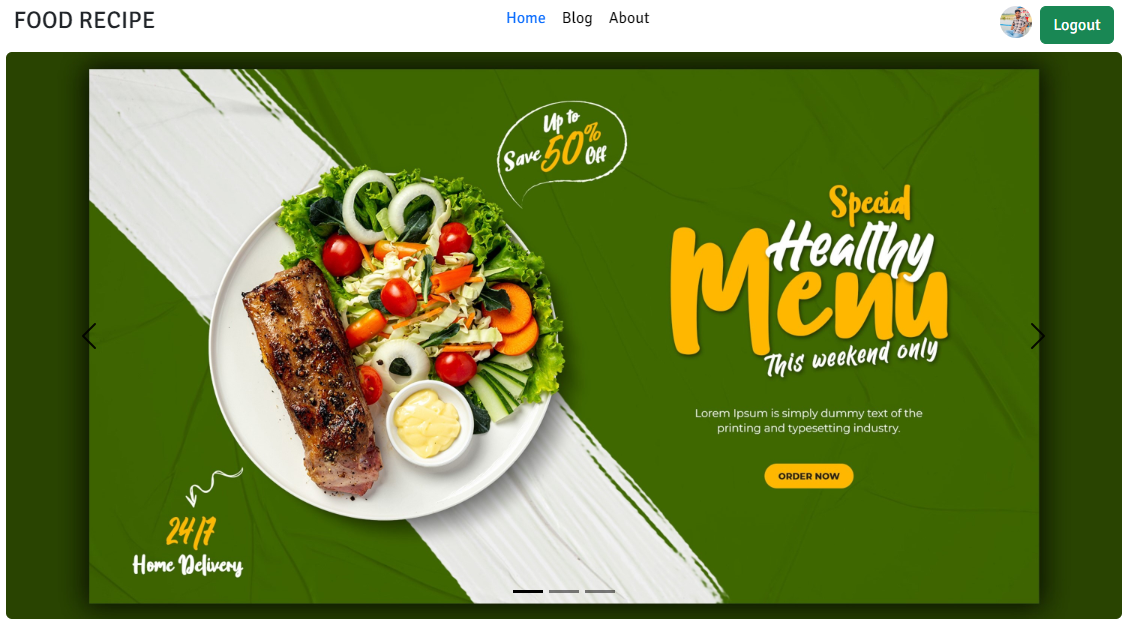 FOOD RECIPE
Home Blog About
Logout
Up to
Save 50% Off
Special
Healthy
Menu
This weekend only
Lorem Ipsum is simply dummy text of the
printing and typesetting industry.
ORDER NOW
24/7
Home Delivery